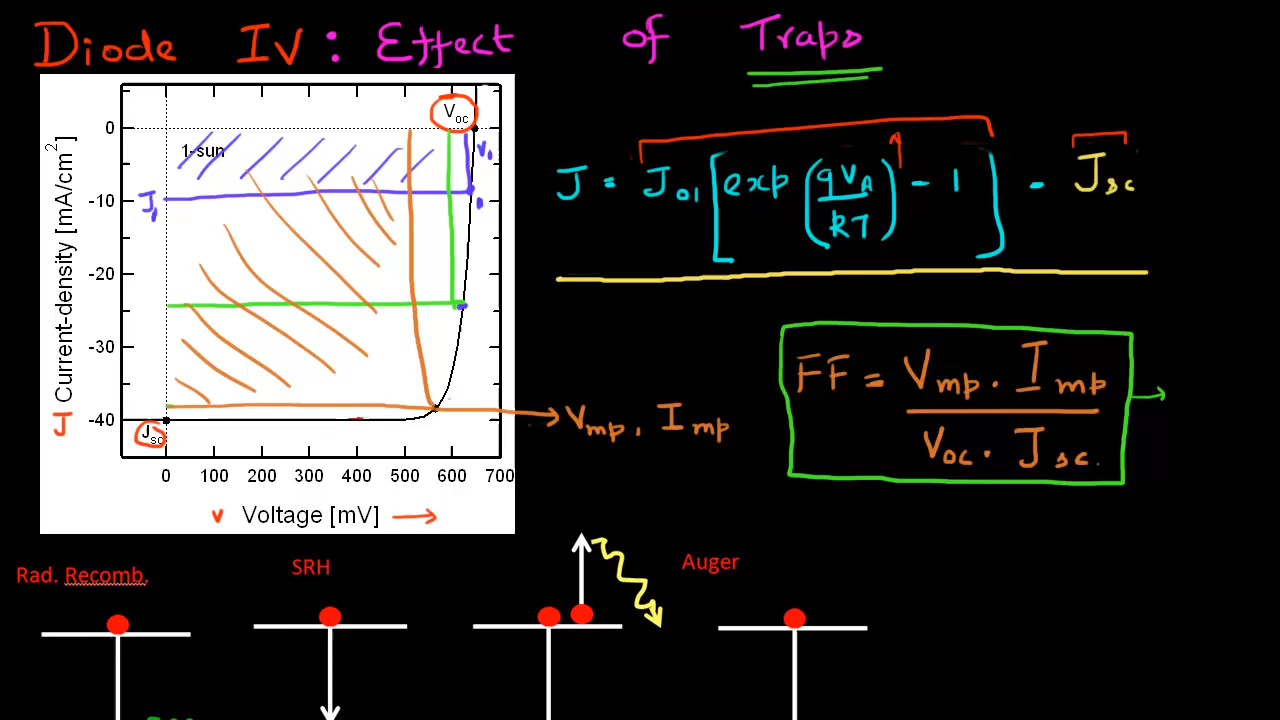 Diode IV : Effect of Traps
Voc
0
1-sun
V1
J1
-10
-20
-30
-40
Current-density [mA/cm²]
J
Jsc
0 100 200 300 400 500 600 700
v Voltage [mV]
J = J01 [exp (qVA/kT) - 1] - Jsc
FF = Vmp . Imp
Voc . Jsc.
Vmp, Imp
Rad. Recomb.
SRH
Auger